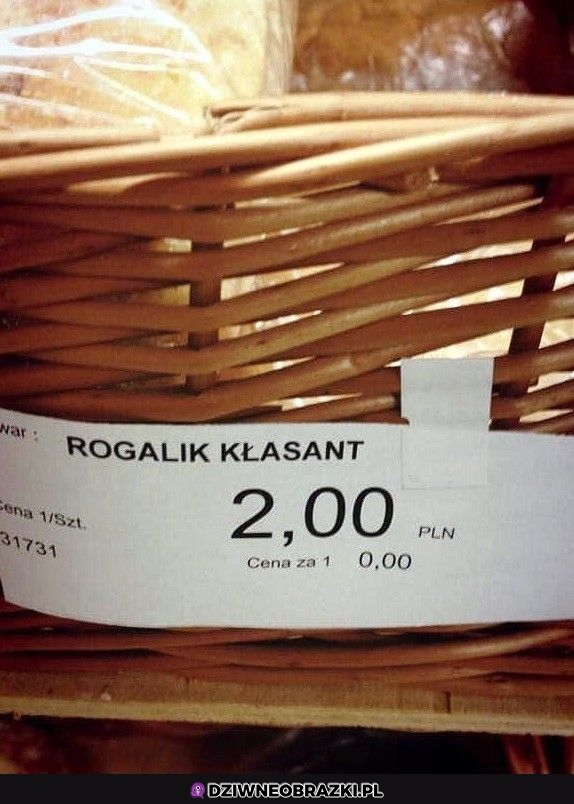 war :
ROGALIK KŁASANT
Cena 1/Szt.
2,00 PLN
31731
Cena za 1 0,00
DZIWNEOBRAZKI.PL